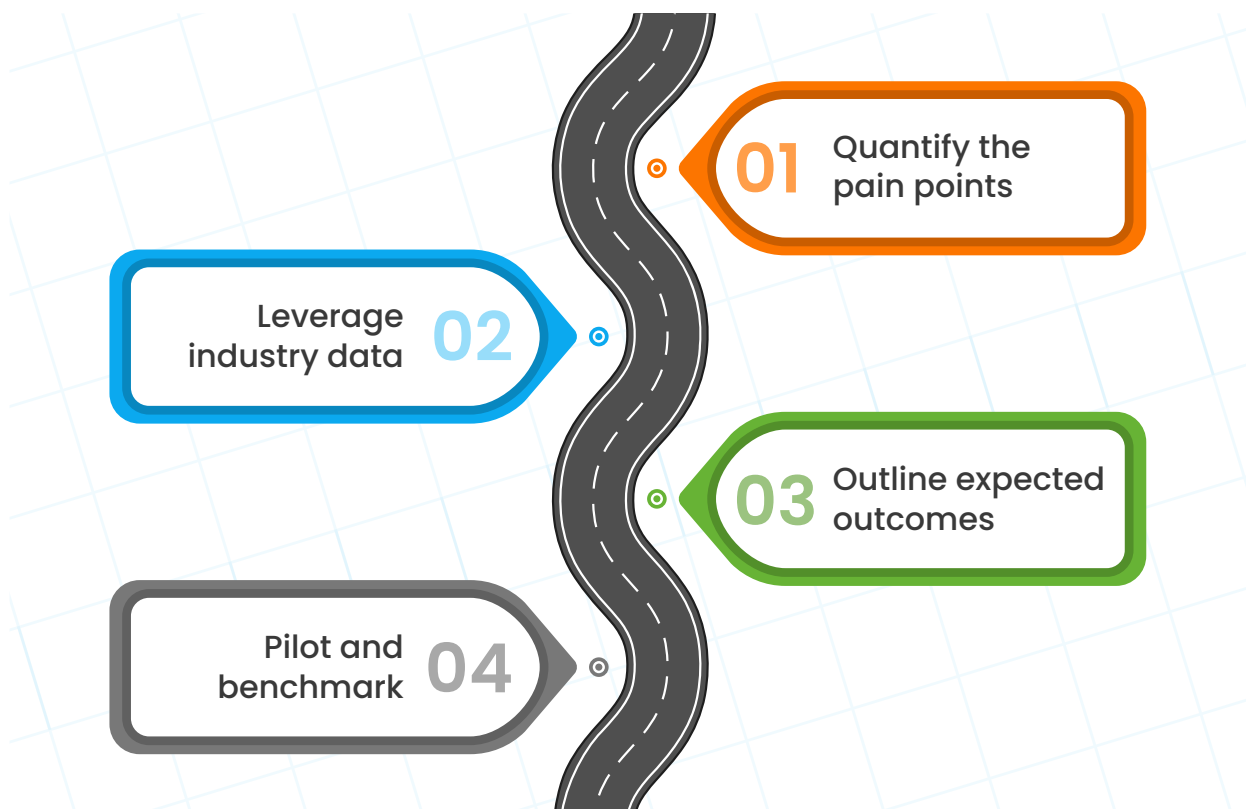 01
Quantify the
pain points
Leverage
industry data
02
03
Outline expected
outcomes
Pilot and
benchmark
04